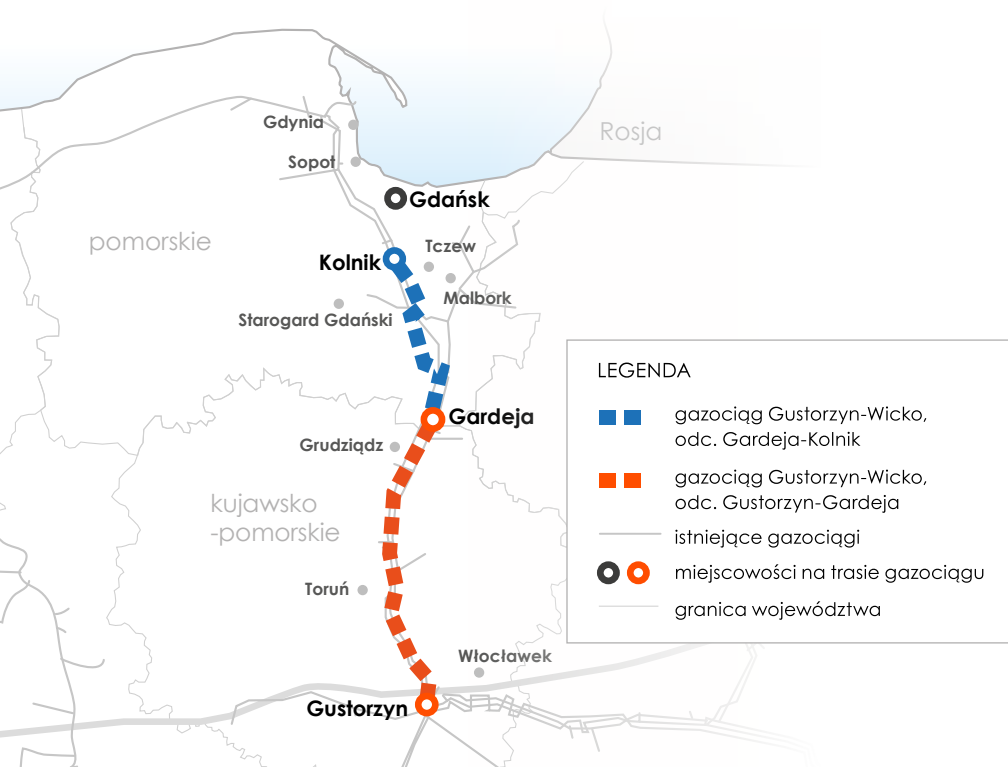 Gdynia
Rosja
Sopot
Gdańsk
pomorskie
Tczew
Kolnik
Malbork
Starogard Gdański
LEGENDA
gazociąg Gustorzyn-Wicko,
odc. Gardeja-Kolnik
gazociąg Gustorzyn-Wicko,
odc. Gustorzyn-Gardeja
istniejące gazociągi
miejscowości na trasie gazociągu
granica województwa
Gardeja
Grudziądz
kujawsko
-pomorskie
Toruń
Włocławek
Gustorzyn